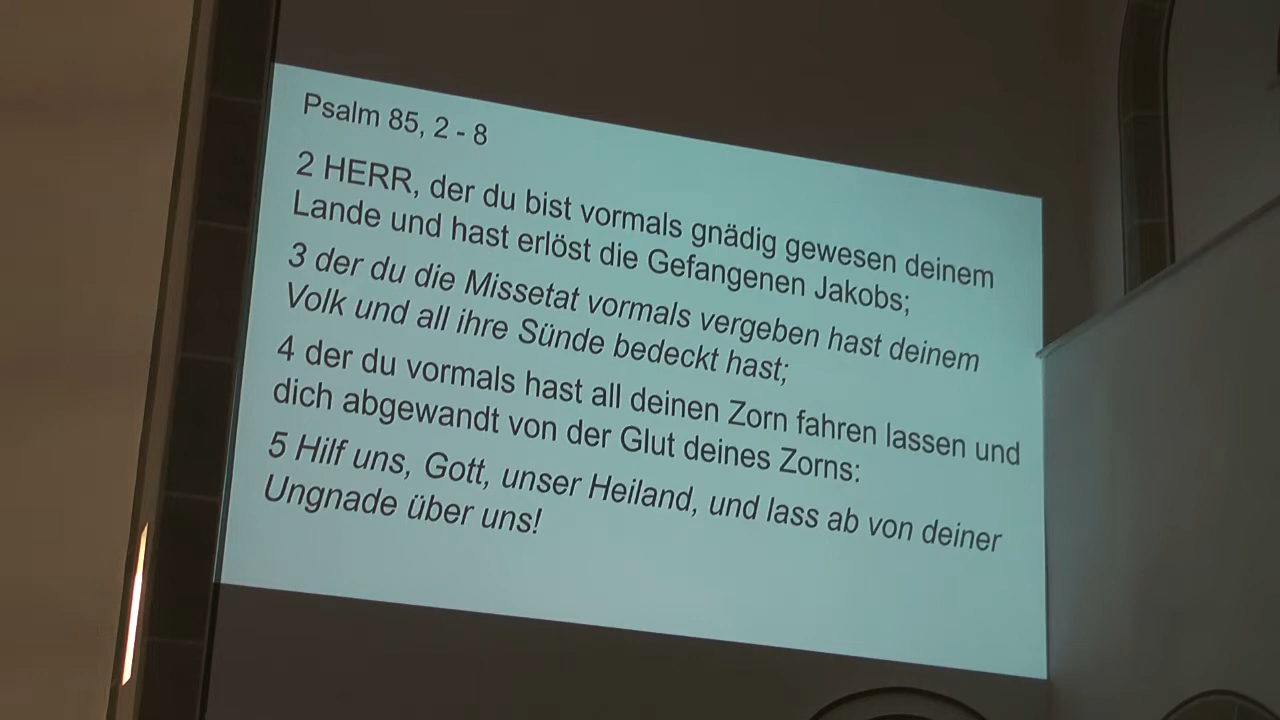 Psalm 85, 2 - 8
2 HERR, der du bist vormals gnädig gewesen deinem
Lande und hast erlöst die Gefangenen Jakobs;
3 der du die Missetat vormals vergeben hast deinem
Volk und all ihre Sünde bedeckt hast;
4 der du vormals hast all deinen Zorn fahren lassen und
dich abgewandt von der Glut deines Zorns:
5 Hilf uns, Gott, unser Heiland, und lass ab von deiner
Ungnade über uns!